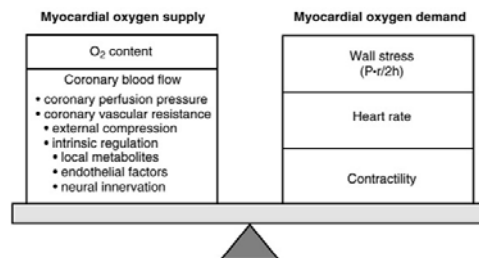 Myocardial oxygen supply
O₂ content
Coronary blood flow
• coronary perfusion pressure
• coronary vascular resistance
• external compression
• intrinsic regulation
• local metabolites
• endothelial factors
• neural innervation
Myocardial oxygen demand
Wall stress
(P•r/2h)
Heart rate
Contractility